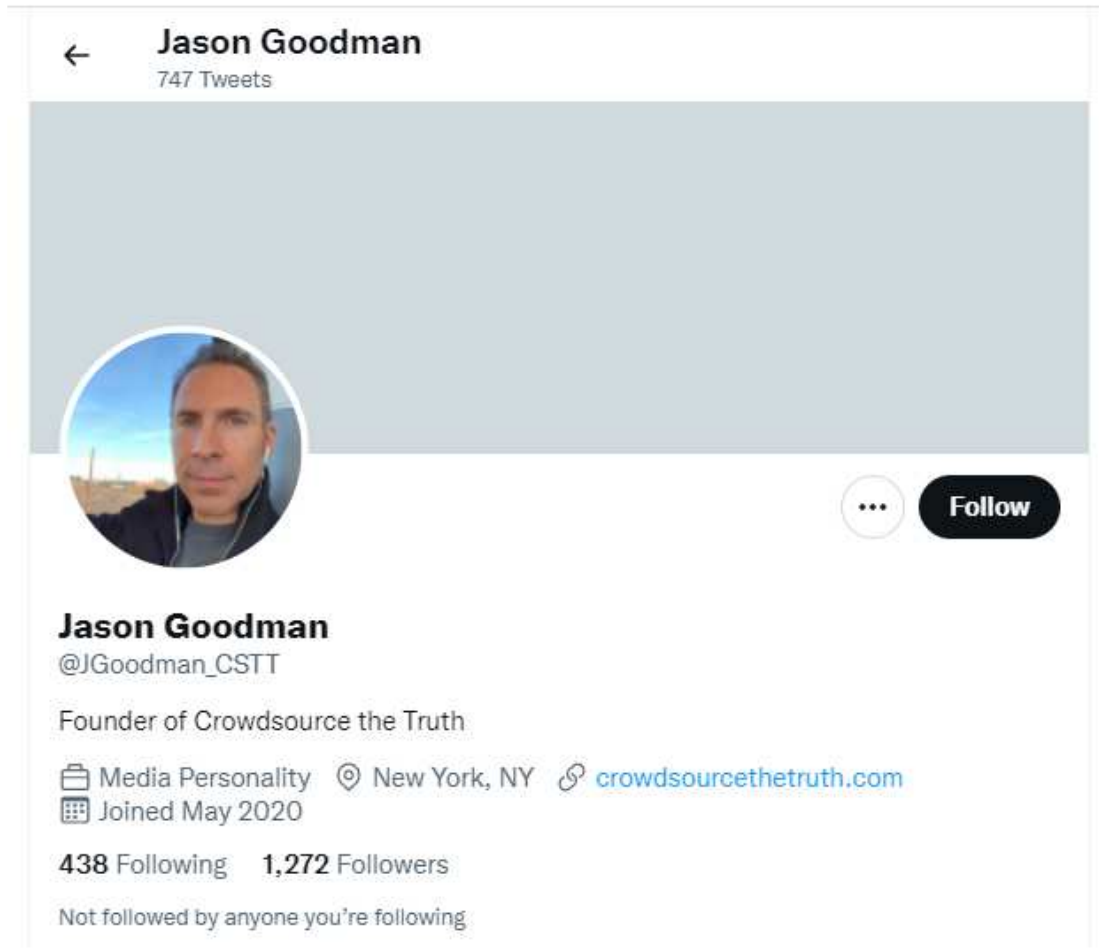 Jason Goodman
747 Tweets
Follow
Jason Goodman
@JGoodman_CSTT
Founder of Crowdsource the Truth
Media Personality New York, NY crowdsourcethetruth.com
Joined May 2020
438 Following 1,272 Followers
Not followed by anyone you’re following